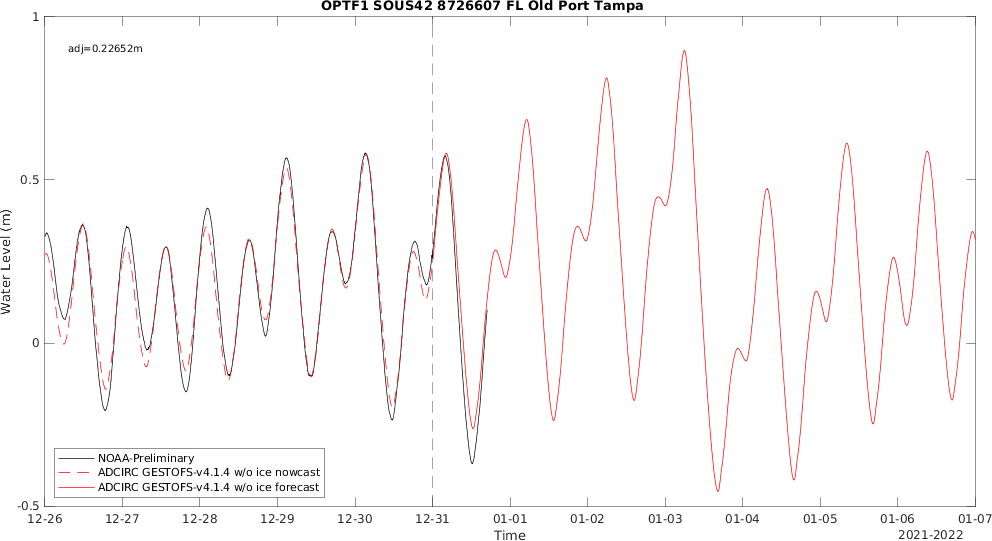 OPTF1 SOUS42 8726607 FL Old Port Tampa
adj=0.22652m
Water Level (m)
1
0.5
0
-0.5
NOAA-Preliminary
ADCIRC GESTOFS-v4.1.4 w/o ice nowcast
ADCIRC GESTOFS-v4.1.4 w/o ice forecast
12-26 12-27 12-28 12-29 12-30 12-31 01-01 01-02 01-03 01-04 01-05 01-06 01-07
Time
2021-2022